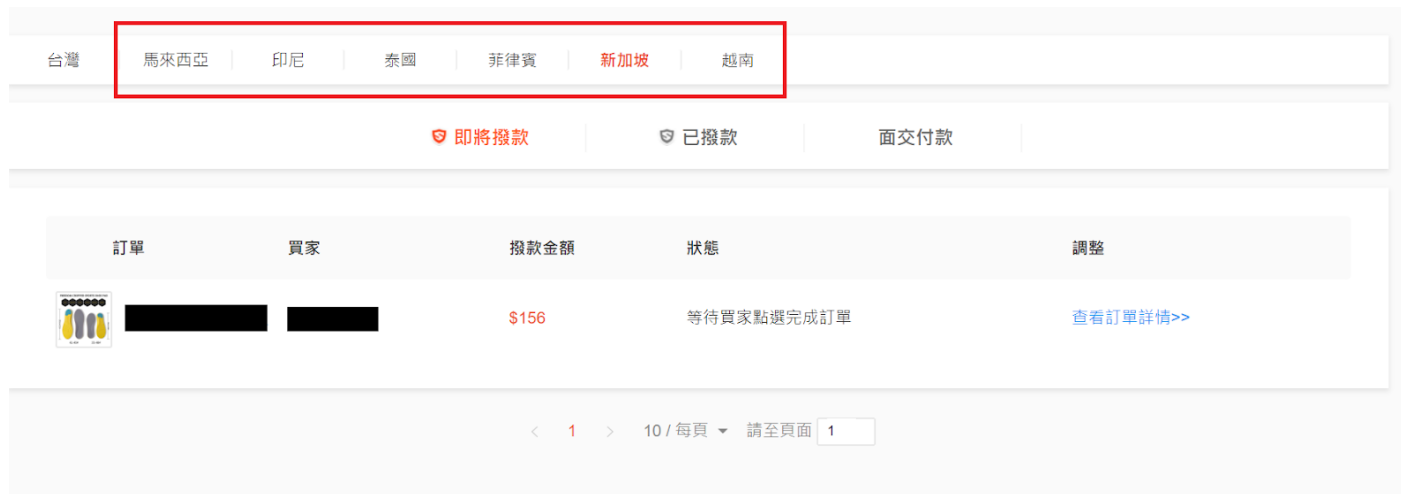 台灣 馬來西亞 印尼 泰國 菲律賓 新加坡 越南
即將撥款 已撥款 面交付款
訂單 買家 撥款金額 狀態 調整
$156 等待買家點選完成訂單 查看訂單詳情>>
< 1 > 10 / 每頁 請至頁面 1